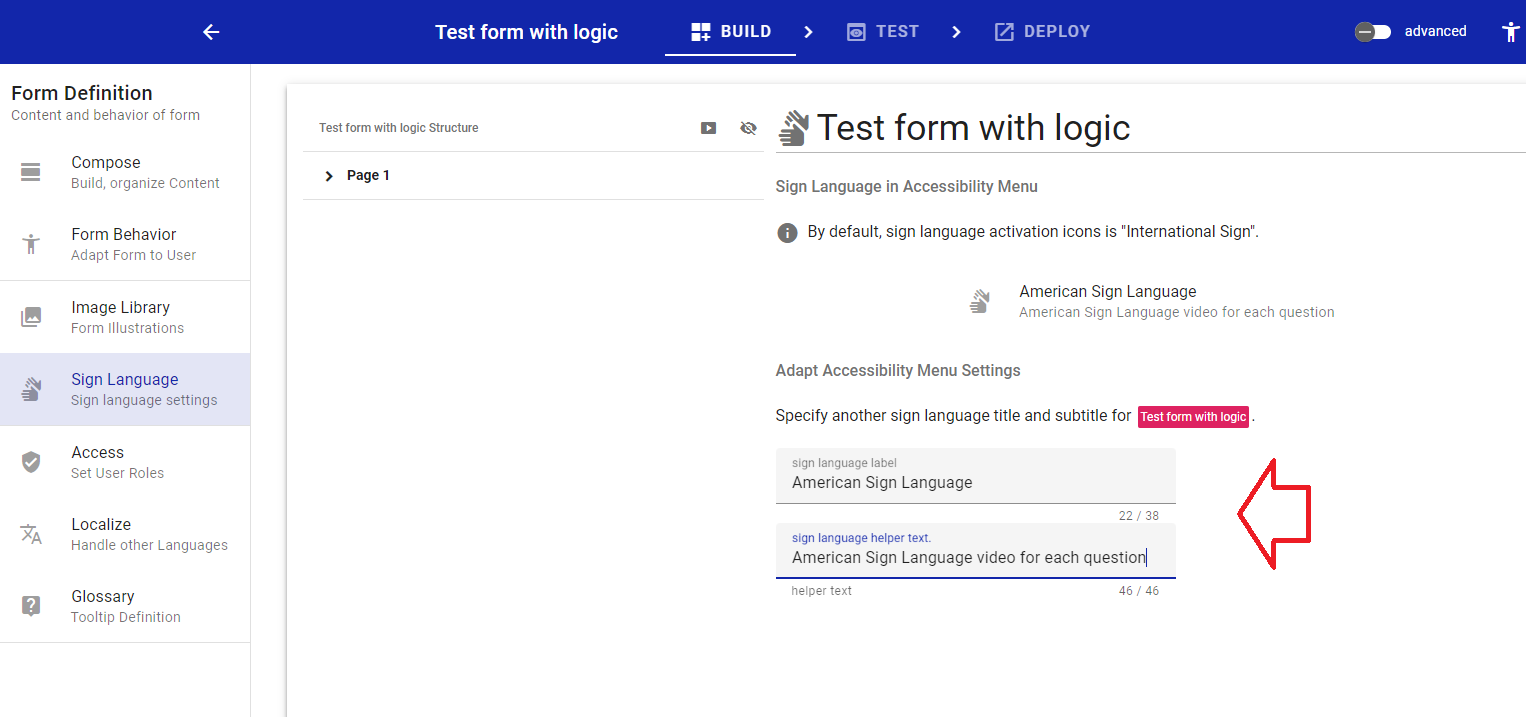 Test form with logic
BUILD
TEST
DEPLOY
advanced
Form Definition
Content and behavior of form
Compose
Build, organize Content
Form Behavior
Adapt Form to User
Image Library
Form Illustrations
Sign Language
Sign language settings
Access
Set User Roles
Localize
Handle other Languages
Glossary
Tooltip Definition
Test form with logic Structure
Page 1
Test form with logic
Sign Language in Accessibility Menu
By default, sign language activation icons is "International Sign".
American Sign Language
American Sign Language video for each question
Adapt Accessibility Menu Settings
Specify another sign language title and subtitle for Test form with logic .
sign language label
American Sign Language
22 / 38
sign language helper text.
American Sign Language video for each question
helper text
46 / 46